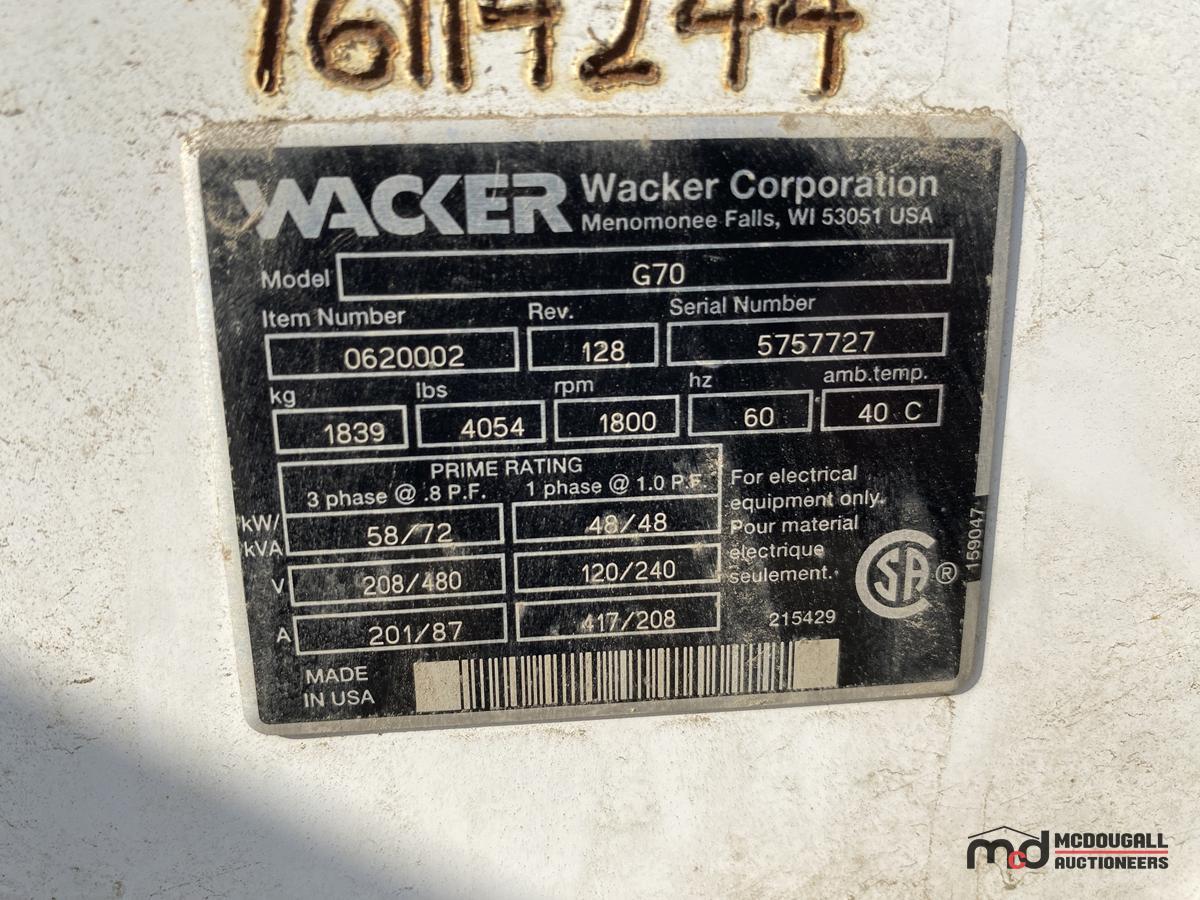 16114244
WACKER Wacker Corporation
Menomonee Falls, WI 53051 USA
Model G70
Item Number Rev. Serial Number
0620002 128 5757727
kg lbs rpm hz amb.temp.
1839 4054 1800 60 40 C
PRIME RATING
3 phase @ .8 P.F. 1 phase @ 1.0 P.F.
kW/
kVA 58/72 48/48
V 208/480 120/240
A 201/87 417/208
For electrical
equipment only.
Pour material
electrique
seulement.
CSA ®
159047
215429
MADE
IN USA
mcd MCDOUGALL
AUCTIONEERS